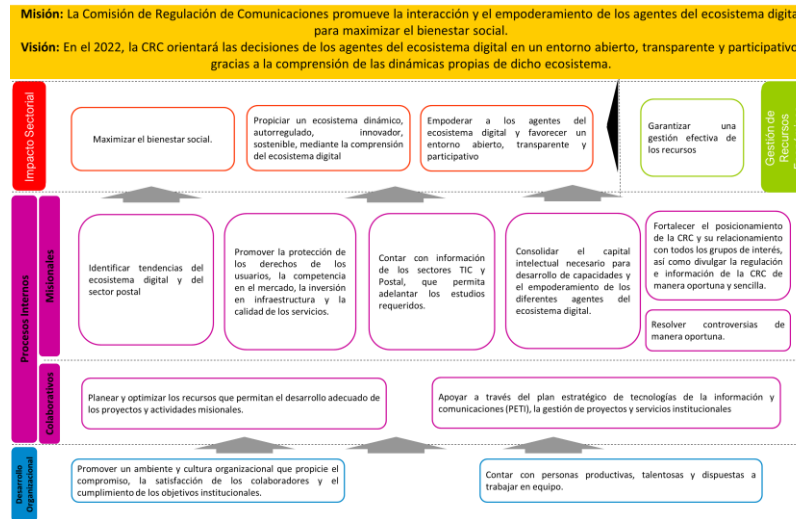 Misión: La Comisión de Regulación de Comunicaciones promueve la interacción y el empoderamiento de los agentes del ecosistema digital
para maximizar el bienestar social.
Visión: En el 2022, la CRC orientará las decisiones de los agentes del ecosistema digital en un entorno abierto, transparente y participativo,
gracias a la comprensión de las dinámicas propias de dicho ecosistema.
Impacto Sectorial
Maximizar el bienestar social.
Propiciar un ecosistema dinámico,
autorregulado, innovador,
sostenible, mediante la comprensión
del ecosistema digital
Empoderar a los agentes del
ecosistema digital y favorecer un
entorno abierto, transparente y
participativo
Garantizar una
gestión efectiva de
los recursos
Gestión de
Recursos
Procesos Internos
Misionales
Identificar tendencias del
ecosistema digital y del
sector postal
Promover la protección de
los derechos de los
usuarios, la competencia
en el mercado, la inversión
en infraestructura y la
calidad de los servicios.
Contar con información
de los sectores TIC y
Postal, que permita
adelantar los estudios
requeridos.
Consolidar el capital
intelectual necesario para
desarrollo de capacidades y
el empoderamiento de los
diferentes agentes del
ecosistema digital.
Fortalecer el posicionamiento
de la CRC y su relacionamiento
con todos los grupos de interés,
así como divulgar la regulación
e información de la CRC de
manera oportuna y sencilla.
Resolver controversias de
manera oportuna.
Colaborativos
Planear y optimizar los recursos que permitan el desarrollo adecuado de
los proyectos y actividades misionales.
Apoyar a través del plan estratégico de tecnologías de la información y
comunicaciones (PETI), la gestión de proyectos y servicios institucionales
Desarrollo
Organizacional
Promover un ambiente y cultura organizacional que propicie el
compromiso, la satisfacción de los colaboradores y el
cumplimiento de los objetivos institucionales.
Contar con personas productivas, talentosas y dispuestas a
trabajar en equipo.